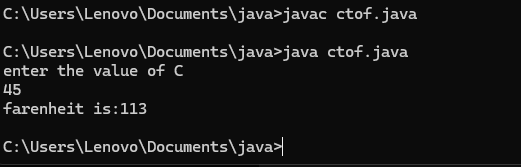 C:\Users\Lenovo\Documents\java>javac ctof.java
C:\Users\Lenovo\Documents\java>java ctof.java
enter the value of C
45
farenheit is:113
C:\Users\Lenovo\Documents\java>